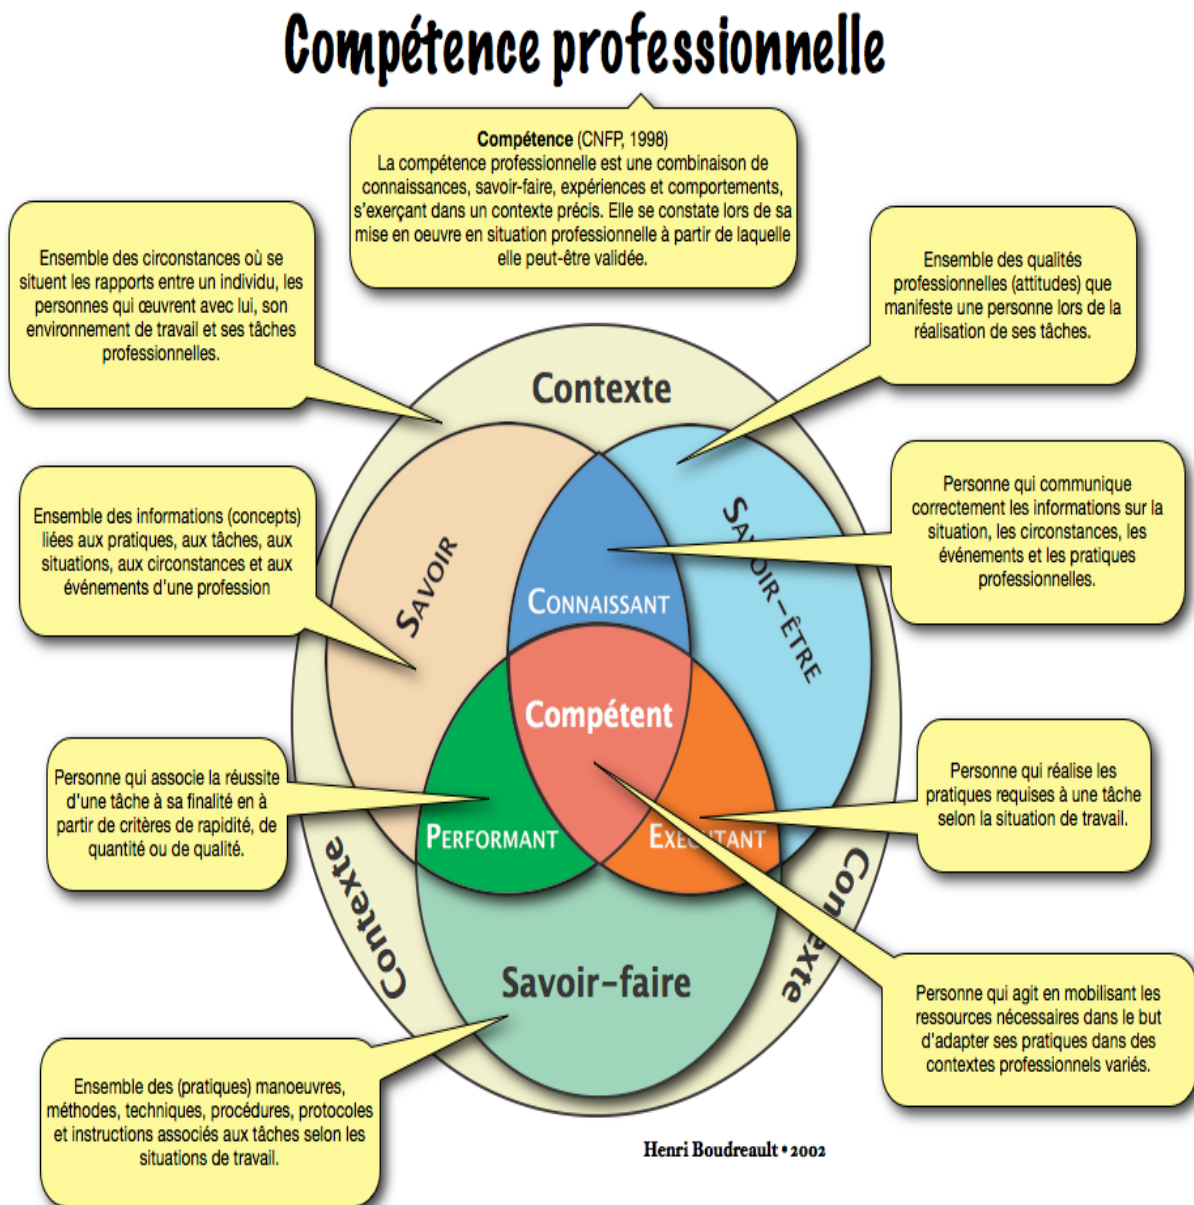 Compétence professionnelle
Compétence (CNFP, 1998)
La compétence professionnelle est une combinaison de
connaissances, savoir-faire, expériences et comportements,
s'exerçant dans un contexte précis. Elle se constate lors de sa
mise en oeuvre en situation professionnelle à partir de laquelle
elle peut-être validée.
Ensemble des circonstances où se
situent les rapports entre un individu, les
personnes qui œuvrent avec lui, son
environnement de travail et ses tâches
professionnelles.
Ensemble des qualités
professionnelles (attitudes) que
manifeste une personne lors de la
réalisation de ses tâches.
Contexte
Ensemble des informations (concepts)
liées aux pratiques, aux tâches, aux
situations, aux circonstances et aux
événements d'une profession
Personne qui communique
correctement les informations sur la
situation, les circonstances, les
événements et les pratiques
professionnelles.
SAVOIR
SAVOIR-ÊTRE
CONNAISSANT
Compétent
Personne qui associe la réussite
d'une tâche à sa finalité en à
partir de critères de rapidité, de
quantité ou de qualité.
Personne qui réalise les
pratiques requises à une tâche
selon la situation de travail.
PERFORMANT
EXÉCUTANT
Contexte
Contexte
Savoir-faire
Personne qui agit en mobilisant les
ressources nécessaires dans le but
d'adapter ses pratiques dans des
contextes professionnels variés.
Ensemble des (pratiques) manoeuvres,
méthodes, techniques, procédures, protocoles
et instructions associés aux tâches selon les
situations de travail.
Henri Boudreault • 2002